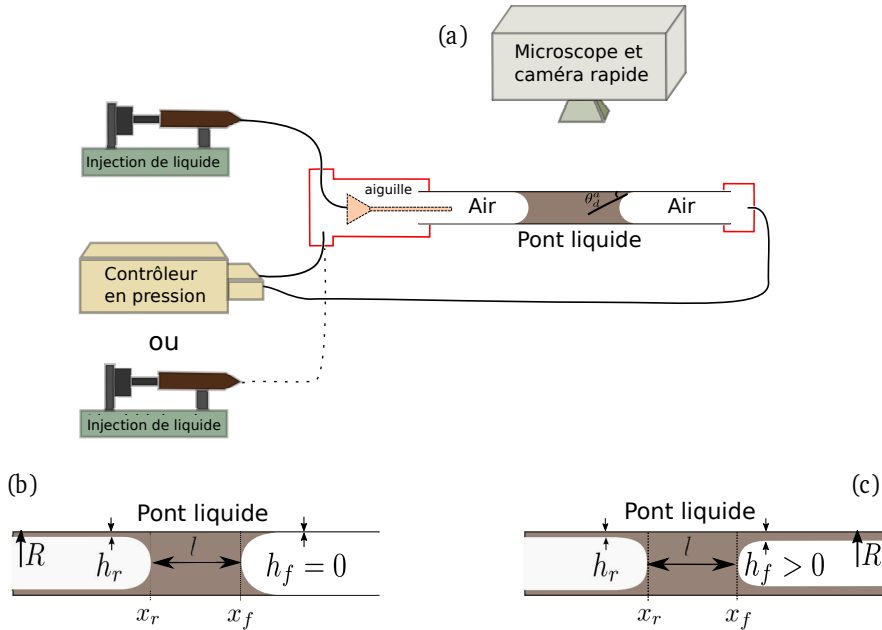 (a)
Microscope et
caméra rapide
Injection de liquide
aiguille
Air
θ_d^a
Air
Pont liquide
Contrôleur
en pression
ou
Injection de liquide
(b)
Pont liquide
R
h_r
l
h_f = 0
x_r
x_f
(c)
Pont liquide
h_r
l
h_f > 0
R
x_r
x_f